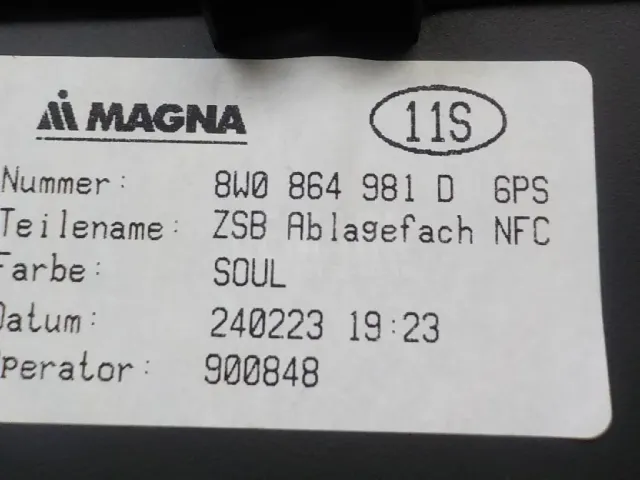 MAGNA 11S
Nummer: 8W0 864 981 D 6PS
Teilename: ZSB Ablagefach NFC
Farbe: SOUL
Datum: 240223 19:23
Operator: 900848